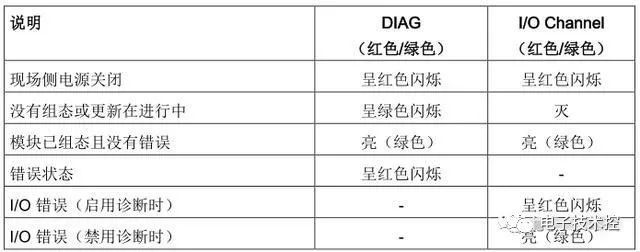 说明 DIAG I/O Channel
（红色/绿色） （红色/绿色）
现场侧电源关闭 呈红色闪烁 呈红色闪烁
没有组态或更新在进行中 呈绿色闪烁 灭
模块已组态且没有错误 亮（绿色） 亮（绿色）
错误状态 呈红色闪烁 -
I/O 错误（启用诊断时） - 呈红色闪烁
I/O 错误（禁用诊断时） - 亮（绿色）
电子技术控